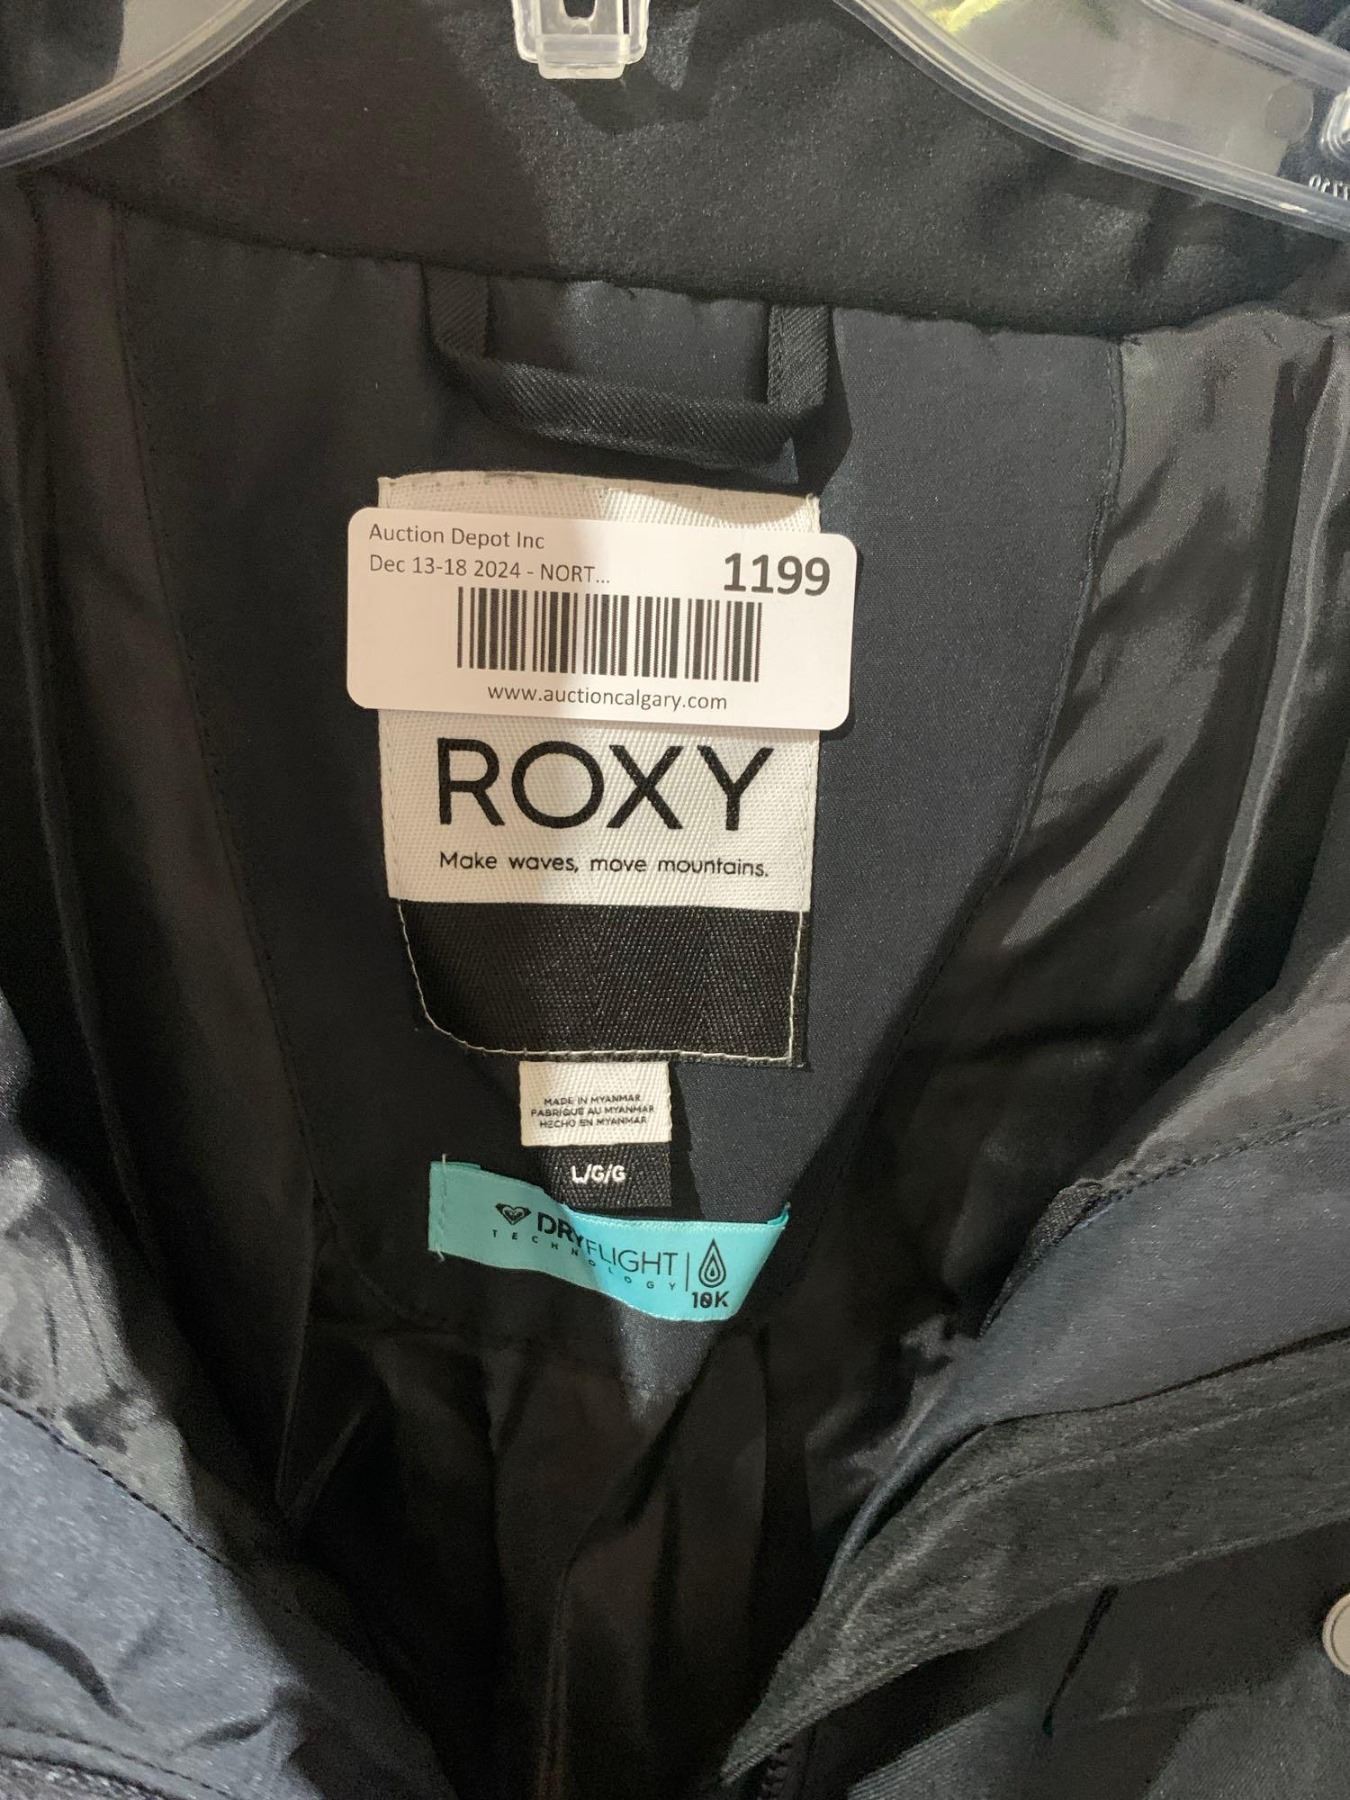 Auction Depot Inc
Dec 13-18 2024 - NORT...
1199
www.auctioncalgary.com
ROXY
Make waves, move mountains.
MADE IN MYANMAR
FABRIQUÉ AU MYANMAR
HECHO EN MYANMAR
L/G/G
DRYFLIGHT
TECHNOLOGY
10K